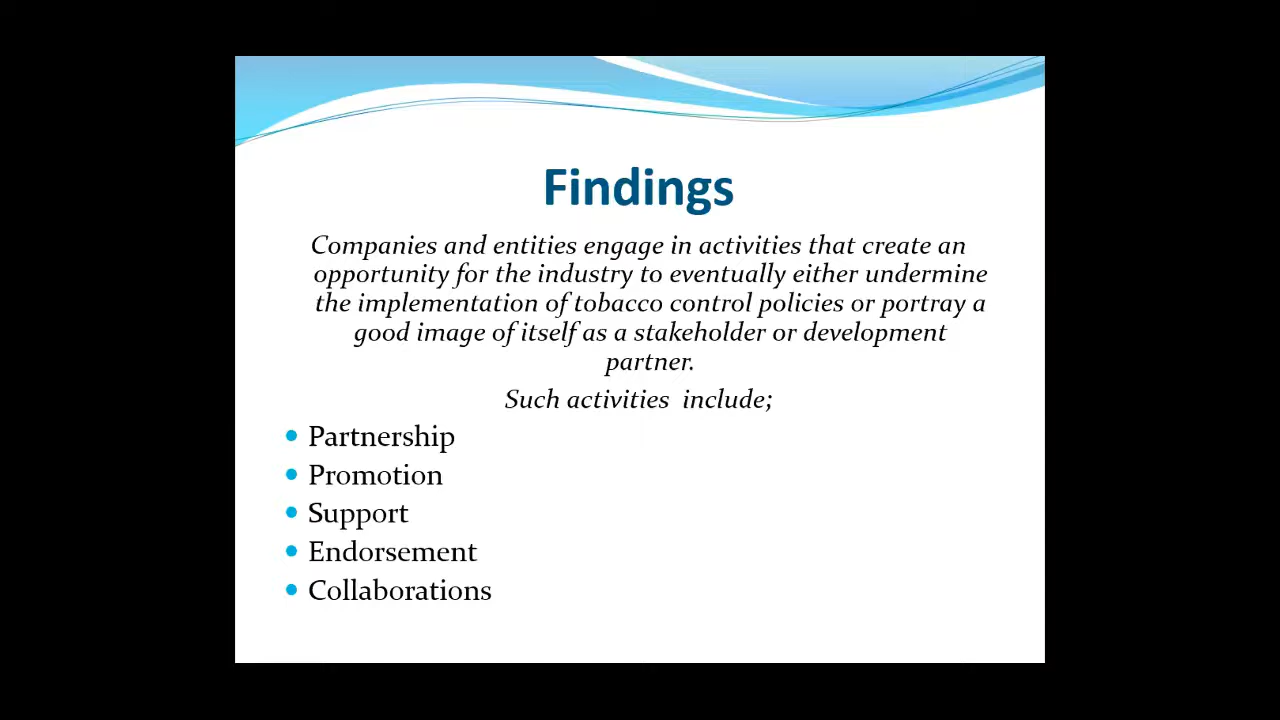 Findings
Companies and entities engage in activities that create an
opportunity for the industry to eventually either undermine
the implementation of tobacco control policies or portray a
good image of itself as a stakeholder or development
partner.
Such activities  include;
• Partnership
• Promotion
• Support
• Endorsement
• Collaborations